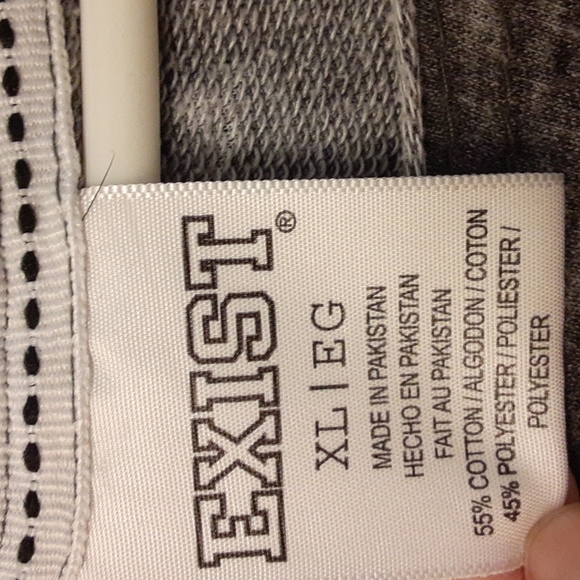 EXIST®
XL | EG
MADE IN PAKISTAN
HECHO EN PAKISTAN
FAIT AU PAKISTAN
55% COTTON / ALGODON / COTON
45% POLYESTER / POLIESTER /
POLYESTER